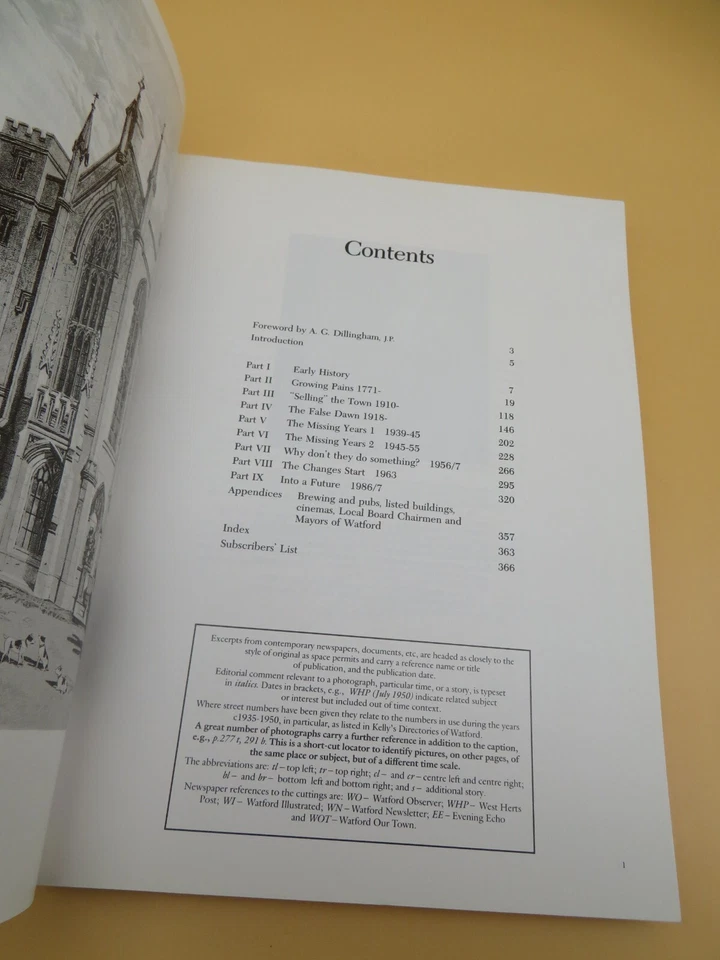 Contents
Foreword by A. G. Dillingham, J.P. 3
Introduction 5
Part I Early History 7
Part II Growing Pains 1771- 19
Part III "Selling" the Town 1910- 118
Part IV The False Dawn 1918- 146
Part V The Missing Years 1 1939-45 202
Part VI The Missing Years 2 1945-55 228
Part VII Why don't they do something? 1956/7 266
Part VIII The Changes Start 1963 295
Part IX Into a Future 1986/7 320
Appendices Brewing and pubs, listed buildings,
cinemas, Local Board Chairmen and
Mayors of Watford 357
Index 363
Subscribers' List 366
Excerpts from contemporary newspapers, documents, etc, are headed as closely to the
style of original as space permits and carry a reference name or title
of publication, and the publication date.
Editorial comment relevant to a photograph, particular time, or a story, is typeset
in italics. Dates in brackets, e.g., WHP (July 1950) indicate related subject
or interest but included out of time context.
Where street numbers have been given they relate to the numbers in use during the years
c1935-1950, in particular, as listed in Kelly's Directories of Watford.
A great number of photographs carry a further reference in addition to the caption,
e.g., p.277 t, 291 b. This is a short-cut locator to identify pictures, on other pages, of
the same place or subject, but of a different time scale.
The abbreviations are: tl – top left; tr – top right; cl – and cr – centre left and centre right;
bl – and br – bottom left and bottom right; and s – additional story.
Newspaper references to the cuttings are: WO – Watford Observer; WHP – West Herts
Post; WI – Watford Illustrated; WN – Watford Newsletter; EE – Evening Echo
and WOT – Watford Our Town.
1